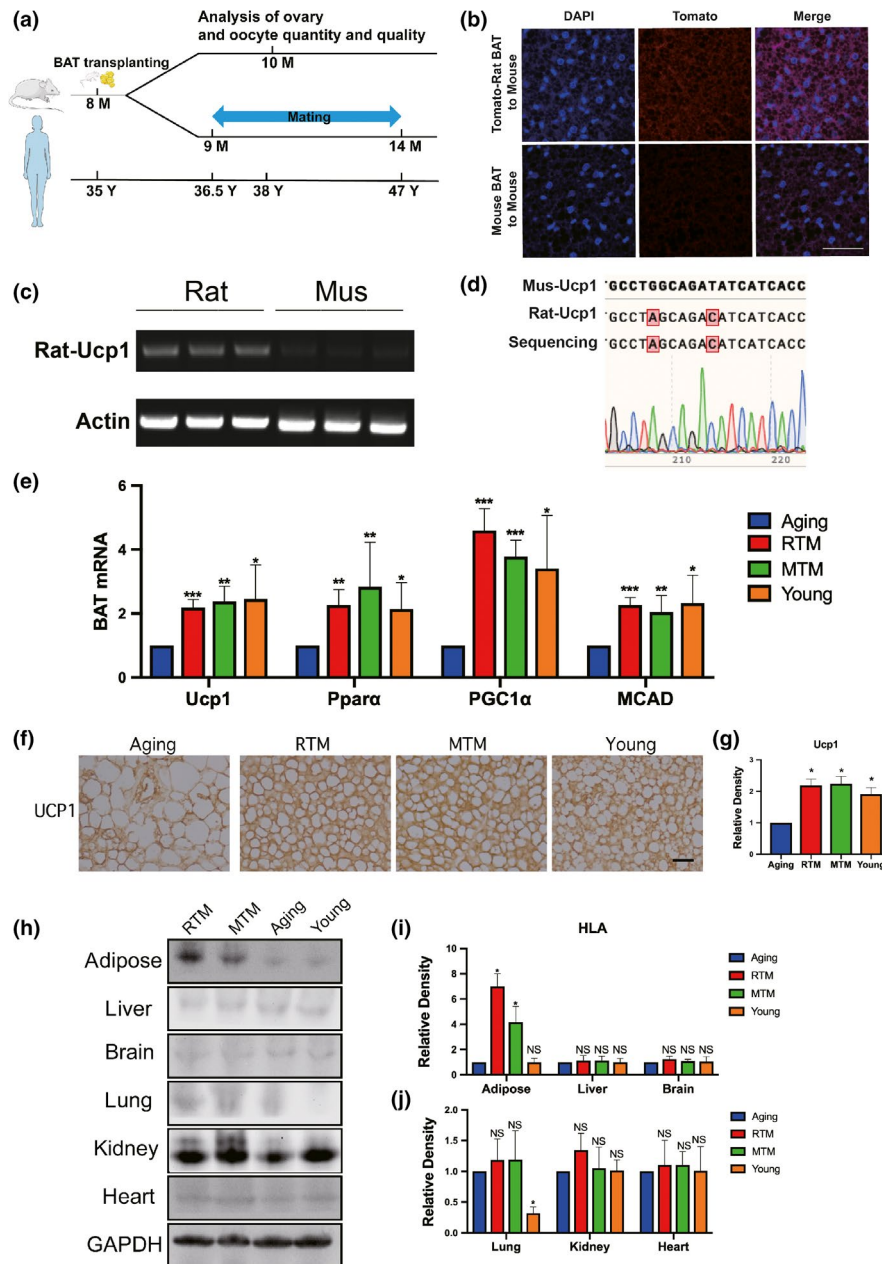 (a)
Analysis of ovary
and oocyte quantity and quality
BAT transplanting
10 M
8 M
Mating
9 M
14 M
35 Y
36.5 Y
38 Y
47 Y
(b)
DAPI
Tomato
Merge
Tomato-Rat BAT
to Mouse
Mouse BAT
to Mouse
(c)
Rat
Mus
Rat-Ucp1
Actin
(d)
Mus-Ucp1
GCCTGGCAGATATCATCACC
Rat-Ucp1
GCCTAGCAGACATCATCACC
Sequencing
GCCTAGCAGACATCATCACC
210
220
(e)
BAT mRNA
6
4
2
0
***
**
*
**
**
*
***
***
*
***
**
*
Ucp1
Pparα
PGC1α
MCAD
Aging
RTM
MTM
Young
(f)
Aging
RTM
MTM
Young
UCP1
(g)
Ucp1
Relative Density
3
2
1
0
*
*
*
Aging
RTM
MTM
Young
(h)
RTM
MTM
Aging
Young
Adipose
Liver
Brain
Lung
Kidney
Heart
GAPDH
(i)
HLA
Relative Density
10
8
6
4
2
0
*
*
NS
NS
NS
NS
NS
NS
NS
Adipose
Liver
Brain
Aging
RTM
MTM
Young
(j)
Relative Density
2.0
1.5
1.0
0.5
0.0
NS
NS
*
NS
NS
NS
NS
NS
NS
Lung
Kidney
Heart
Aging
RTM
MTM
Young